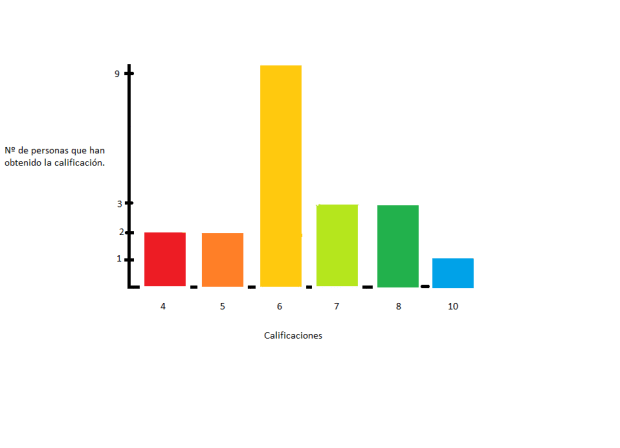 9
Nº de personas que han
obtenido la calificación.
3
2
1
4 5 6 7 8 10
Calificaciones